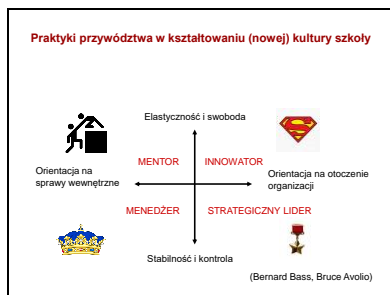 Praktyki przywództwa w kształtowaniu (nowej) kultury szkoły
Elastyczność i swoboda
MENTOR
INNOWATOR
Orientacja na
sprawy wewnętrzne
Orientacja na otoczenie
organizacji
MENEDŻER
STRATEGICZNY LIDER
Stabilność i kontrola
(Bernard Bass, Bruce Avolio)